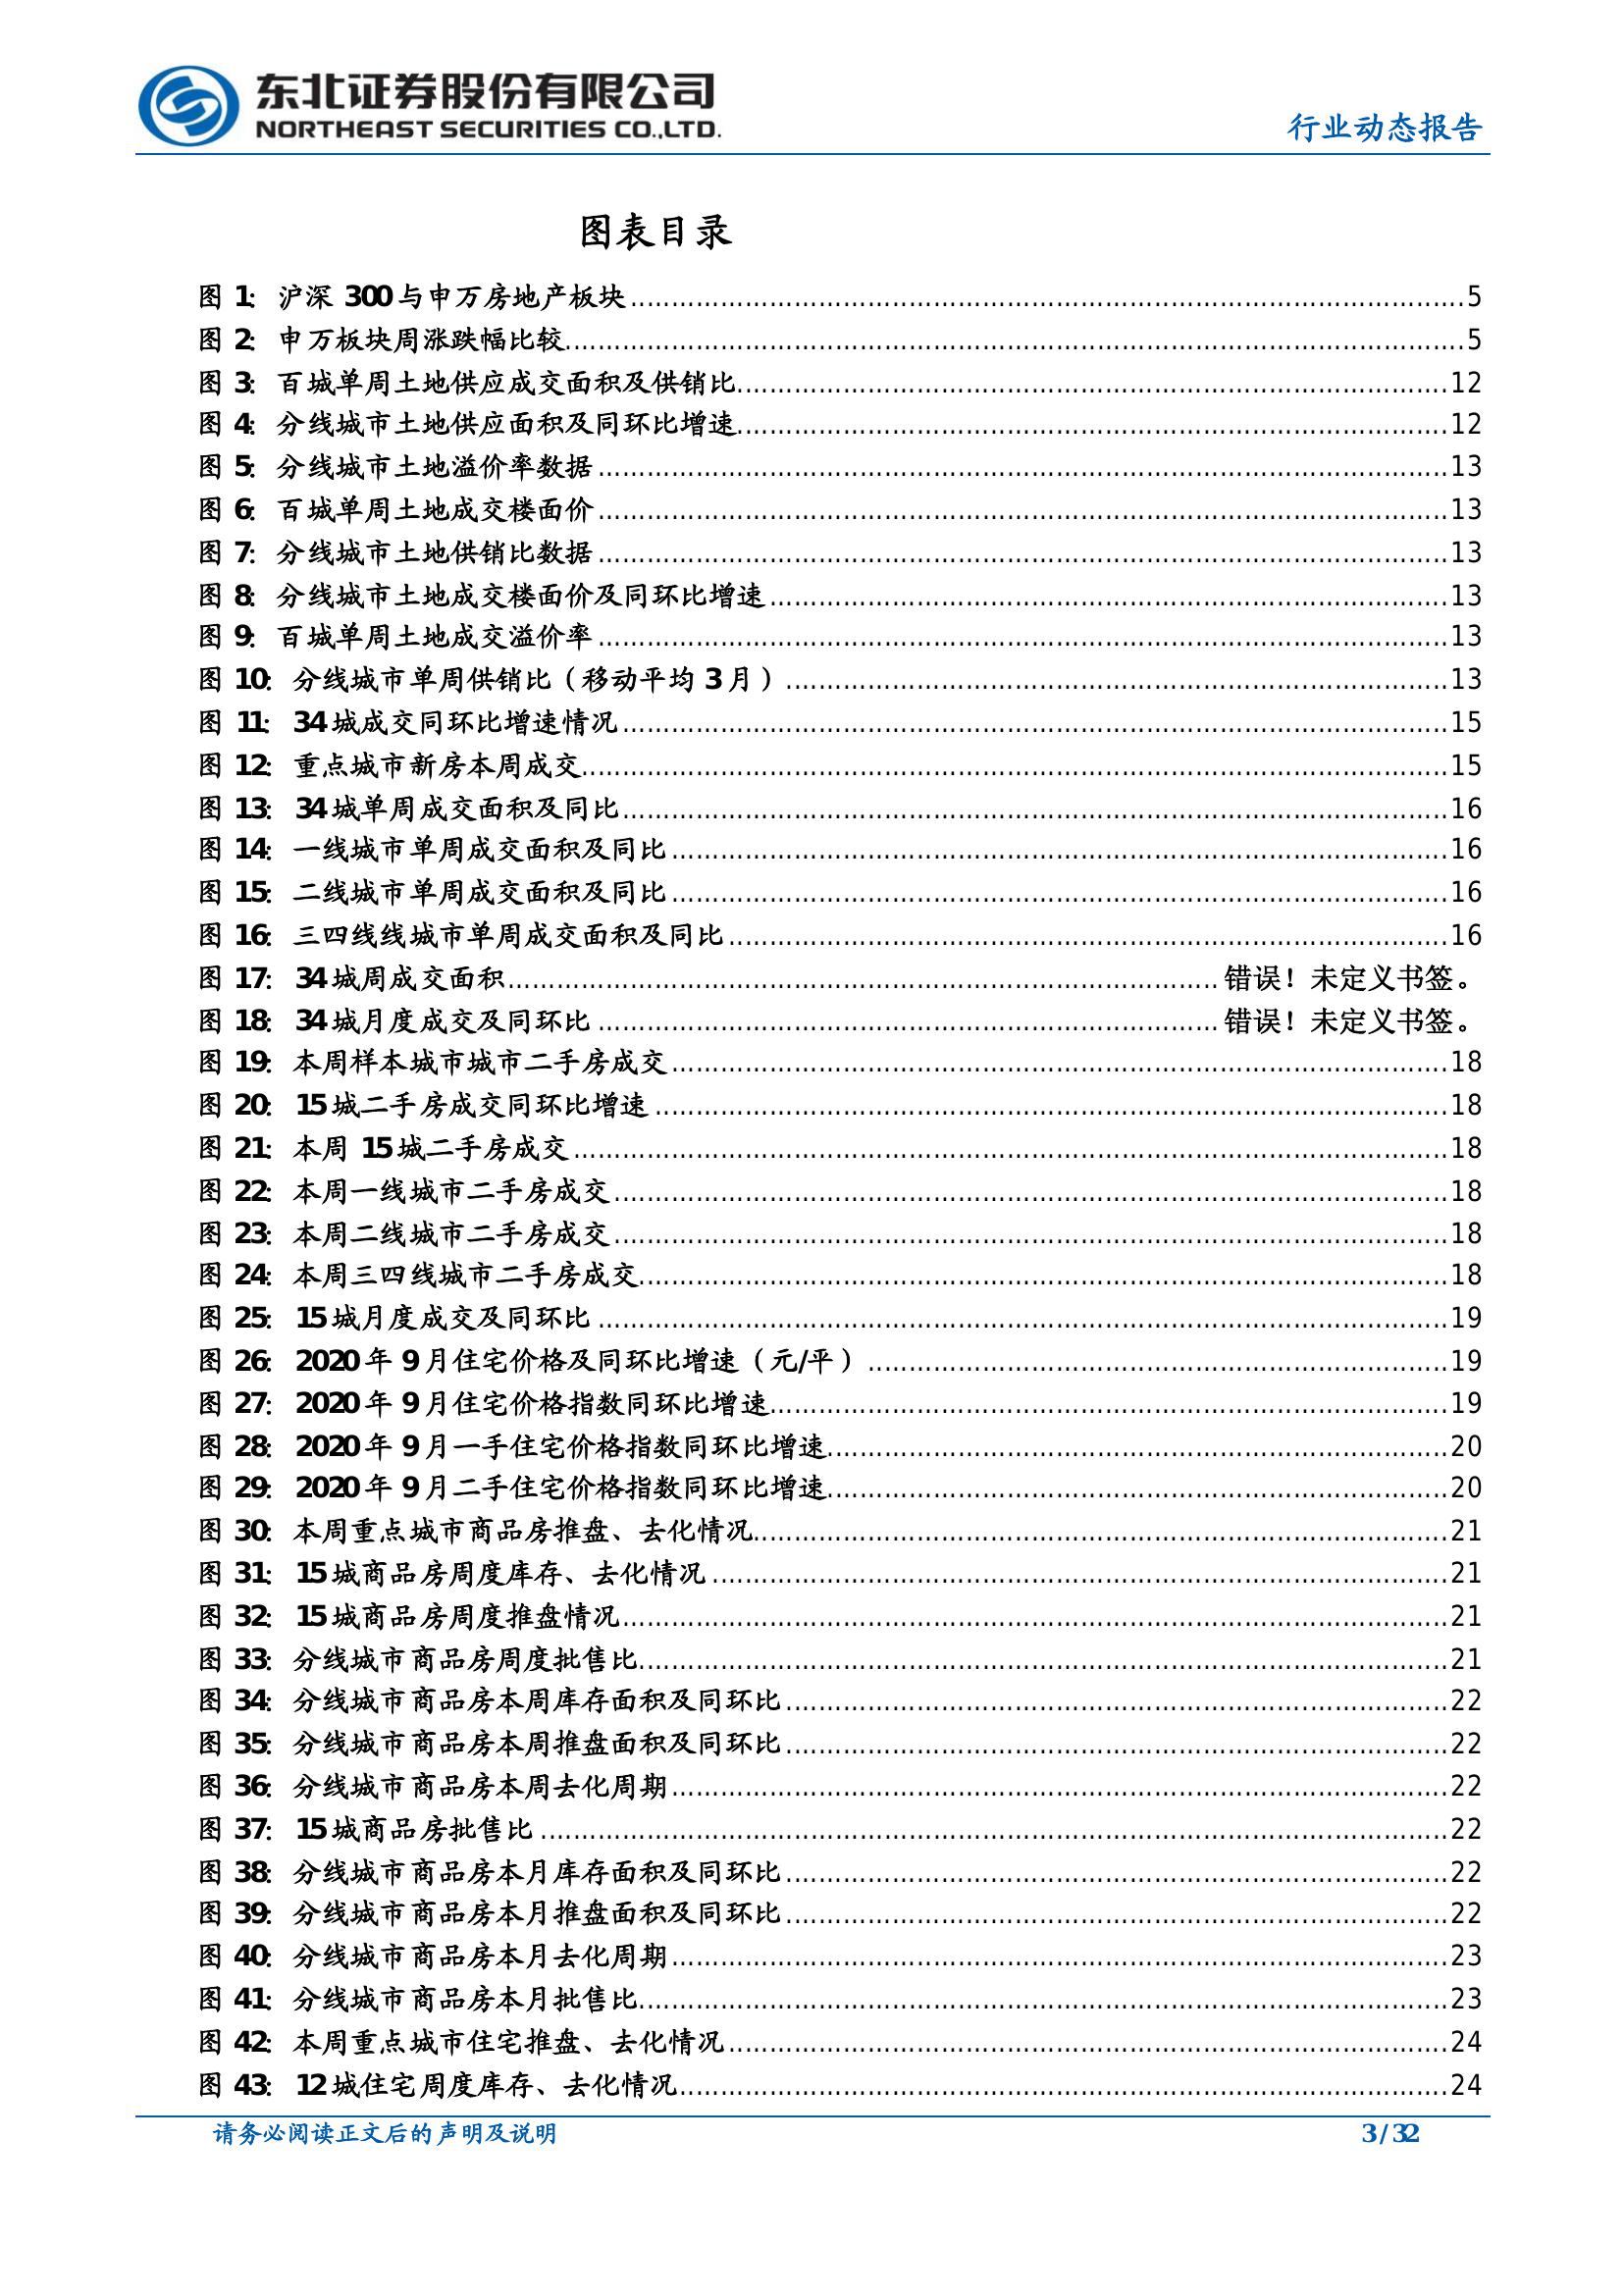 东北证券股份有限公司
NORTHEAST SECURITIES CO.,LTD.
行业动态报告
图表目录
图 1: 沪深 300 与申万房地产板块 5
图 2: 申万板块周涨跌幅比较 5
图 3: 百城单周土地供应成交面积及供销比 12
图 4: 分线城市土地供应面积及同环比增速 12
图 5: 分线城市土地溢价率数据 13
图 6: 百城单周土地成交楼面价 13
图 7: 分线城市土地供销比数据 13
图 8: 分线城市土地成交楼面价及同环比增速 13
图 9: 百城单周土地成交溢价率 13
图 10: 分线城市单周供销比（移动平均 3 月） 13
图 11: 34 城成交同环比增速情况 15
图 12: 重点城市新房本周成交 15
图 13: 34 城单周成交面积及同比 16
图 14: 一线城市单周成交面积及同比 16
图 15: 二线城市单周成交面积及同比 16
图 16: 三四线线城市单周成交面积及同比 16
图 17: 34 城周成交面积 错误！未定义书签。
图 18: 34 城月度成交及同环比 错误！未定义书签。
图 19: 本周样本城市城市二手房成交 18
图 20: 15 城二手房成交同环比增速 18
图 21: 本周 15 城二手房成交 18
图 22: 本周一线城市二手房成交 18
图 23: 本周二线城市二手房成交 18
图 24: 本周三四线城市二手房成交 18
图 25: 15 城月度成交及同环比 19
图 26: 2020 年 9 月住宅价格及同环比增速（元/平） 19
图 27: 2020 年 9 月住宅价格指数同环比增速 19
图 28: 2020 年 9 月一手住宅价格指数同环比增速 20
图 29: 2020 年 9 月二手住宅价格指数同环比增速 20
图 30: 本周重点城市商品房推盘、去化情况 21
图 31: 15 城商品房周度库存、去化情况 21
图 32: 15 城商品房周度推盘情况 21
图 33: 分线城市商品房周度批售比 21
图 34: 分线城市商品房本周库存面积及同环比 22
图 35: 分线城市商品房本周推盘面积及同环比 22
图 36: 分线城市商品房本周去化周期 22
图 37: 15 城商品房批售比 22
图 38: 分线城市商品房本月库存面积及同环比 22
图 39: 分线城市商品房本月推盘面积及同环比 22
图 40: 分线城市商品房本月去化周期 23
图 41: 分线城市商品房本月批售比 23
图 42: 本周重点城市住宅推盘、去化情况 24
图 43: 12 城住宅周度库存、去化情况 24
请务必阅读正文后的声明及说明 3 / 32